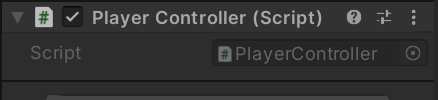 Player Controller (Script)
Script PlayerController